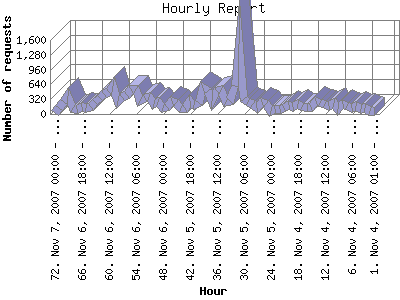 Hourly Report
Number of requests
1,600
1,280
960
640
320
0
72. Nov 7, 2007 00:00 - ...
66. Nov 6, 2007 18:00 - ...
60. Nov 6, 2007 12:00 - ...
54. Nov 6, 2007 06:00 - ...
48. Nov 6, 2007 00:00 - ...
42. Nov 5, 2007 18:00 - ...
36. Nov 5, 2007 12:00 - ...
30. Nov 5, 2007 06:00 - ...
24. Nov 5, 2007 00:00 - ...
18. Nov 4, 2007 18:00 - ...
12. Nov 4, 2007 12:00 - ...
6. Nov 4, 2007 06:00 - ...
1. Nov 4, 2007 01:00 - ...
Hour